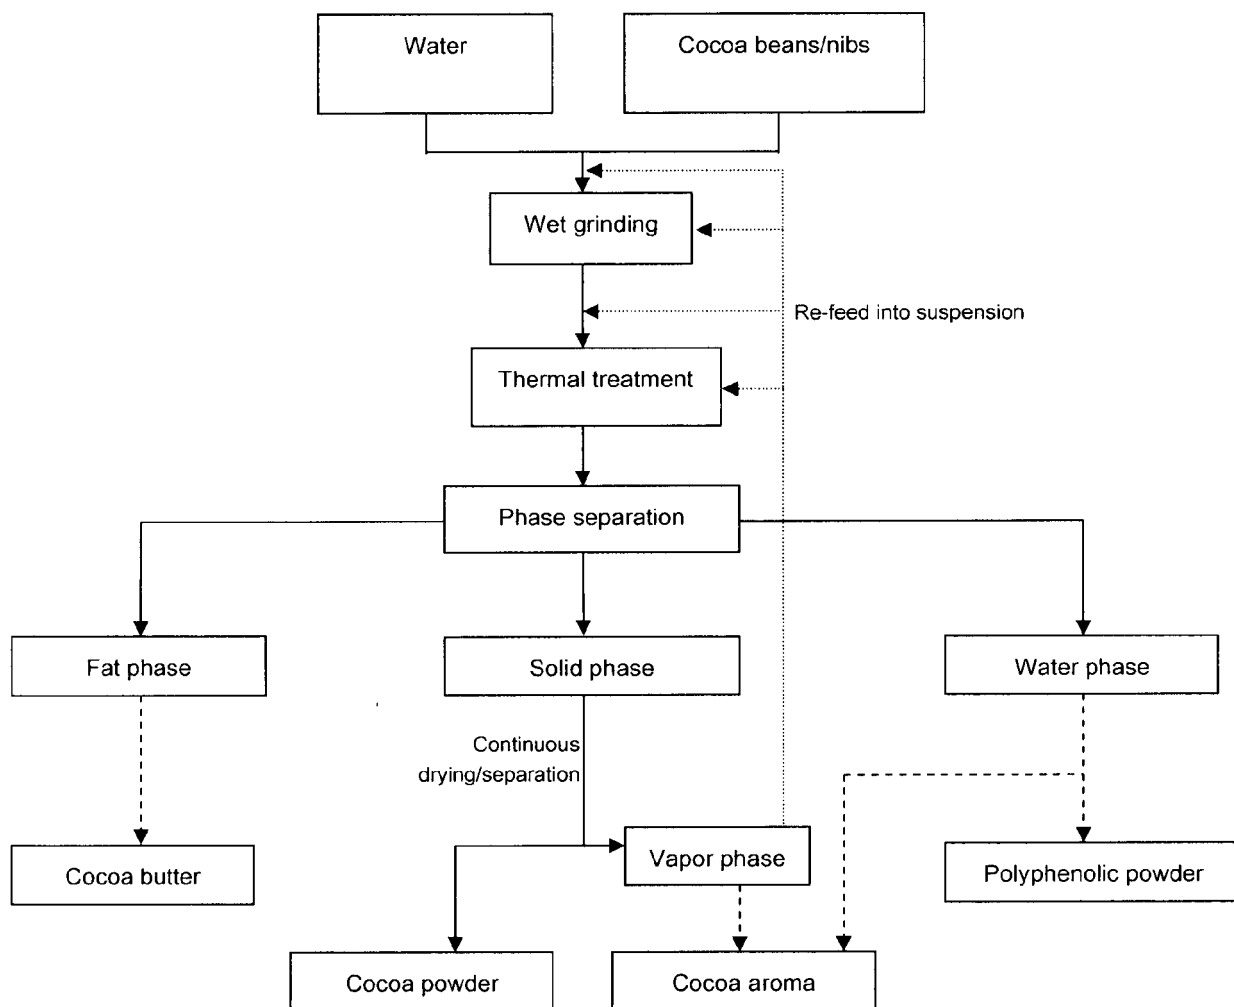 Water
Cocoa beans/nibs
Wet grinding
Re-feed into suspension
Thermal treatment
Phase separation
Fat phase
Solid phase
Water phase
Continuous
drying/separation
Vapor phase
Cocoa butter
Polyphenolic powder
Cocoa powder
Cocoa aroma